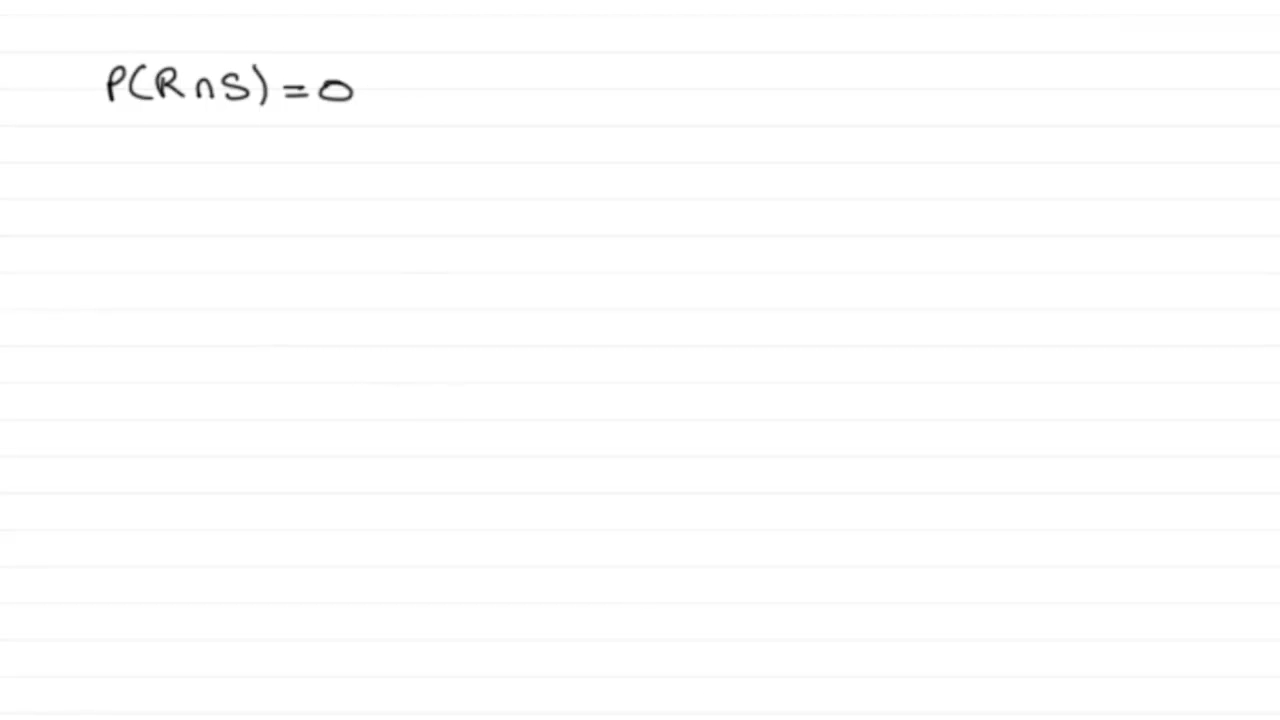 P(R∩S) = 0